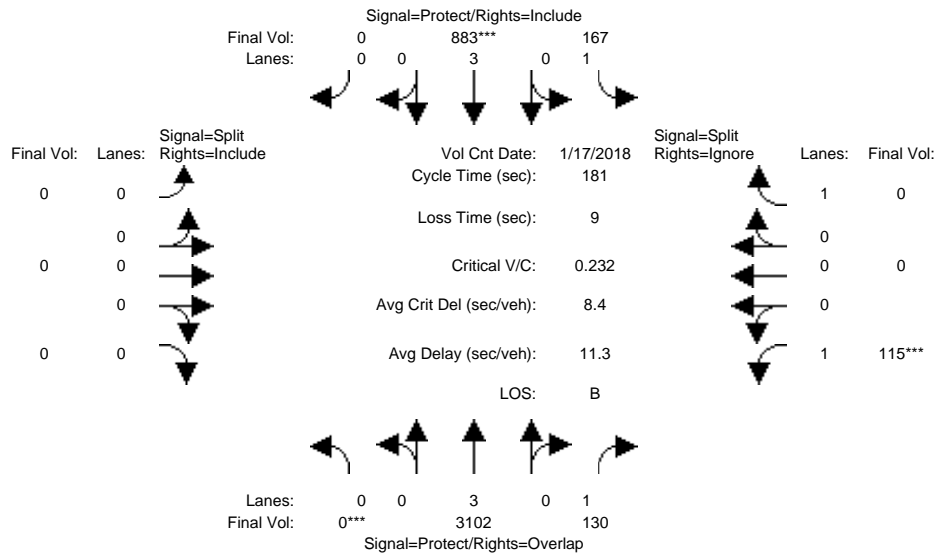 Signal=Protect/Rights=Include
Final Vol: 0 883*** 167
Lanes: 0 0 3 0 1
Signal=Split Signal=Split
Final Vol: Lanes: Rights=Include Vol Cnt Date: 1/17/2018 Rights=Ignore Lanes: Final Vol:
Cycle Time (sec): 181
0 0 1 0
Loss Time (sec): 9
0 0
0 0 Critical V/C: 0.232 0 0
0 Avg Crit Del (sec/veh): 8.4 0
0 0 Avg Delay (sec/veh): 11.3 1 115***
LOS: B
Lanes: 0 0 3 0 1
Final Vol: 0*** 3102 130
Signal=Protect/Rights=Overlap